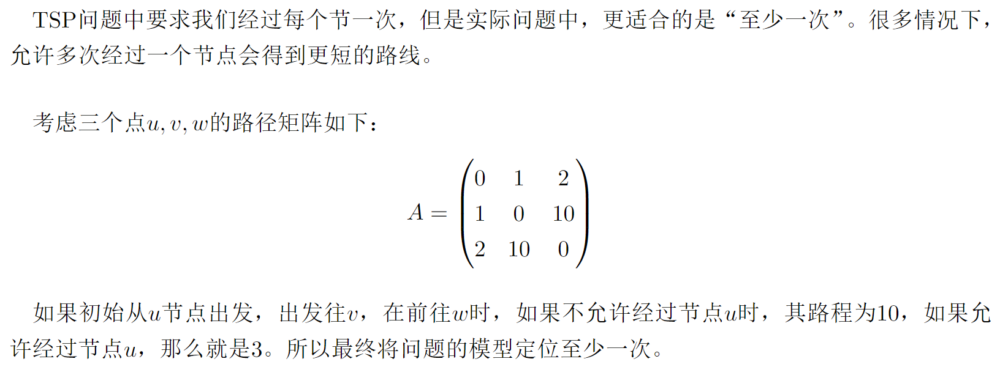 TSP问题中要求我们经过每个节一次，但是实际问题中，更适合的是“至少一次”。很多情况下，
允许多次经过一个节点会得到更短的路线。
考虑三个点u, v, w的路径矩阵如下：
A =
0 1 2
1 0 10
2 10 0
如果初始从u节点出发，出发往v，在前往w时，如果不允许经过节点u时，其路程为10，如果允
许经过节点u，那么就是3。所以最终将问题的模型定位至少一次。